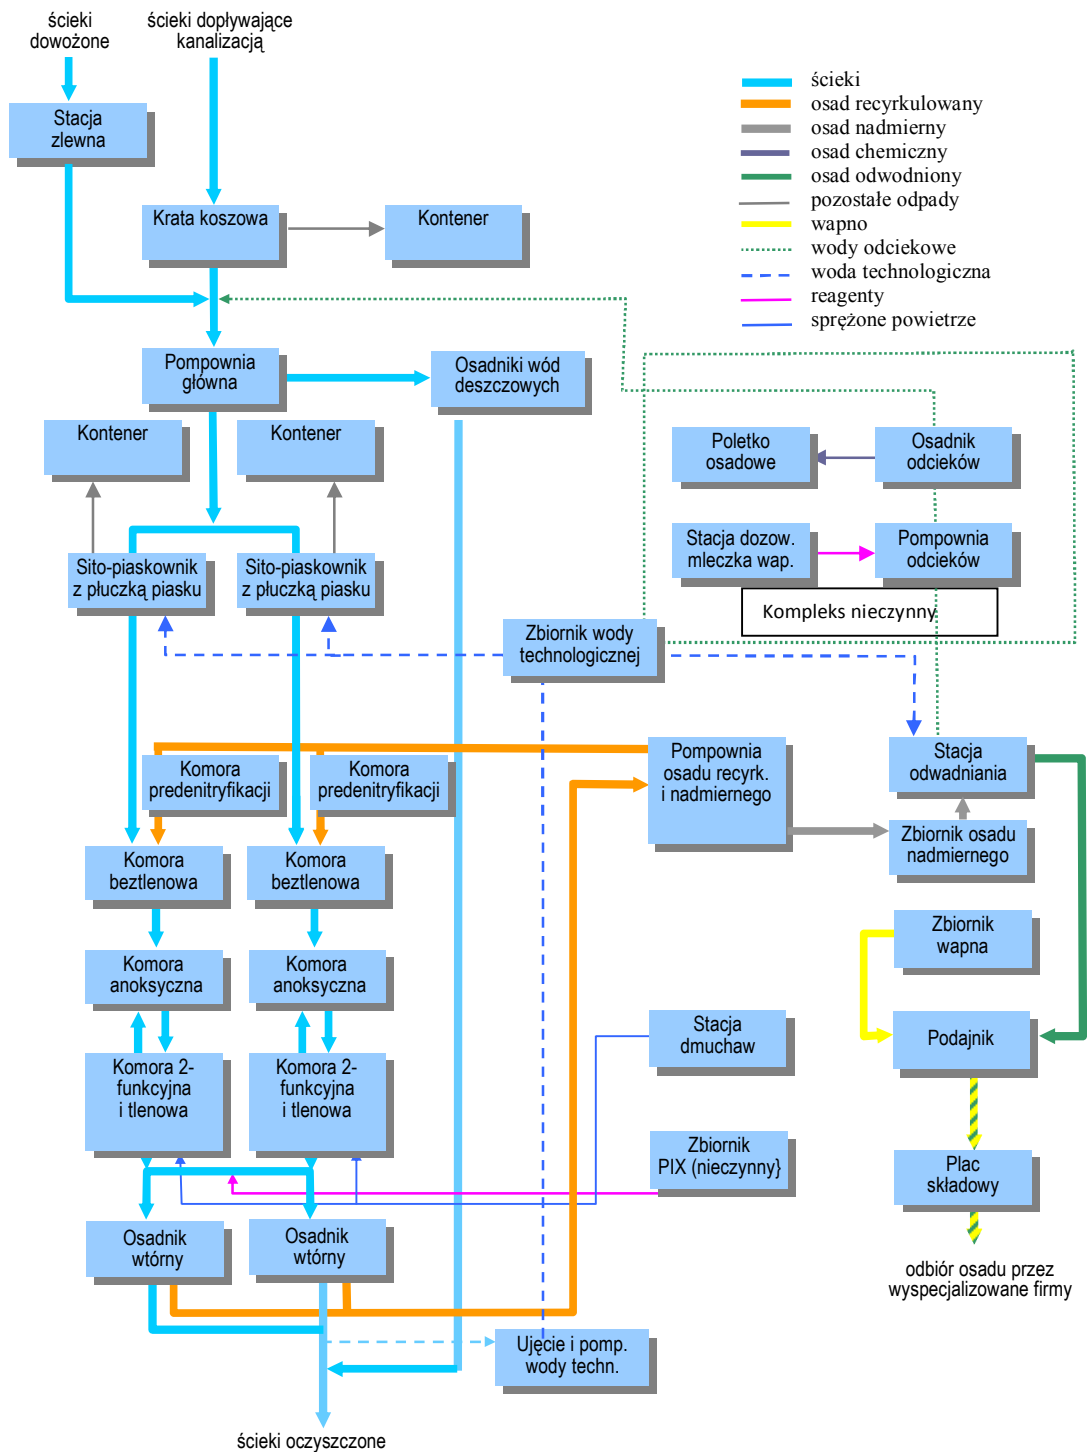 ścieki
dowożone
ścieki dopływające
kanalizacją
ścieki
osad recyrkulowany
osad nadmierny
osad chemiczny
osad odwodniony
pozostałe odpady
wapno
wody odciekowe
woda technologiczna
reagenty
sprężone powietrze
Stacja
zlewna
Krata koszowa
Kontener
Pompownia
główna
Osadniki wód
deszczowych
Kontener
Kontener
Poletko
osadowe
Osadnik
odcieków
Sito-piaskownik
z płuczką piasku
Sito-piaskownik
z płuczką piasku
Stacja dozow.
mleczka wap.
Pompownia
odcieków
Kompleks nieczynny
Zbiornik wody
technologicznej
Komora
predenitryfikacji
Komora
predenitryfikacji
Pompownia
osadu recyrk.
i nadmiernego
Stacja
odwadniania
Zbiornik osadu
nadmiernego
Komora
beztlenowa
Komora
beztlenowa
Zbiornik
wapna
Komora
anoksyczna
Komora
anoksyczna
Stacja
dmuchaw
Podajnik
Komora 2-
funkcyjna
i tlenowa
Komora 2-
funkcyjna
i tlenowa
Zbiornik
PIX (nieczynny}
Plac
składowy
Osadnik
wtórny
Osadnik
wtórny
odbiór osadu przez
wyspecjalizowane firmy
Ujęcie i pomp.
wody techn.
ścieki oczyszczone